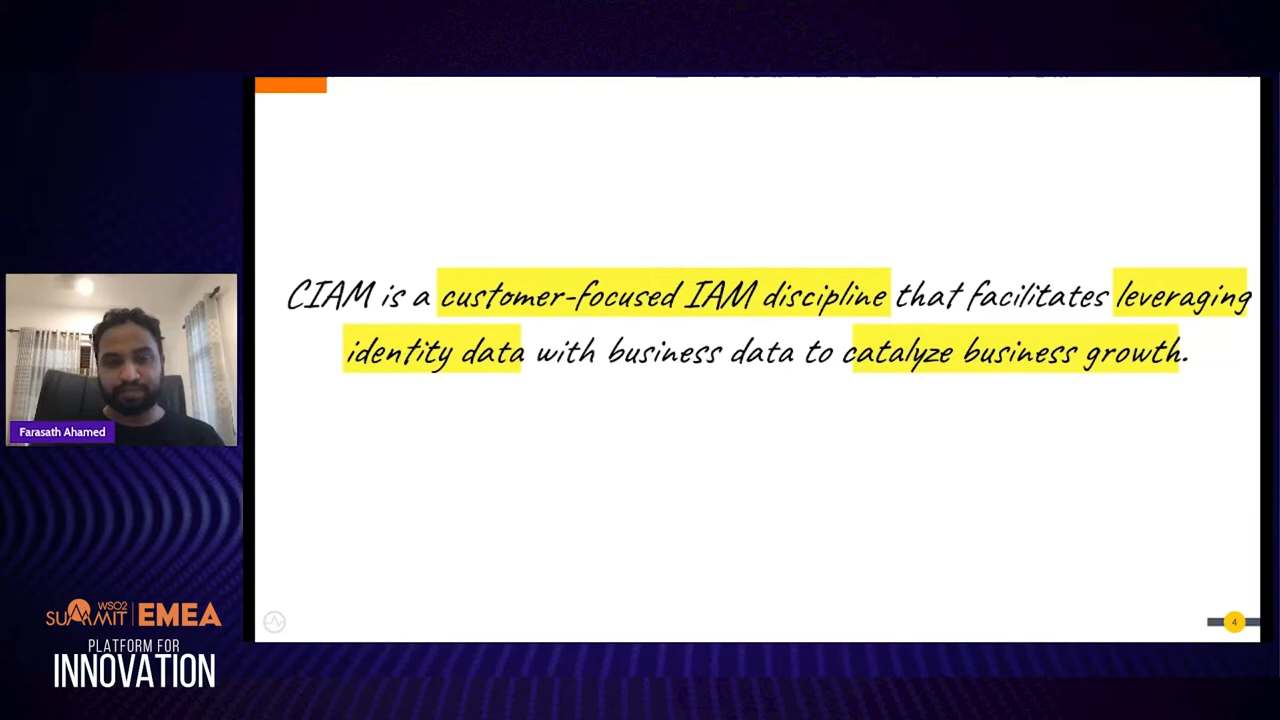 CIAM is a customer-focused IAM discipline that facilitates leveraging
identity data with business data to catalyze business growth.
Farasath Ahamed
WSO2
SUMMIT | EMEA
PLATFORM FOR
INNOVATION
4